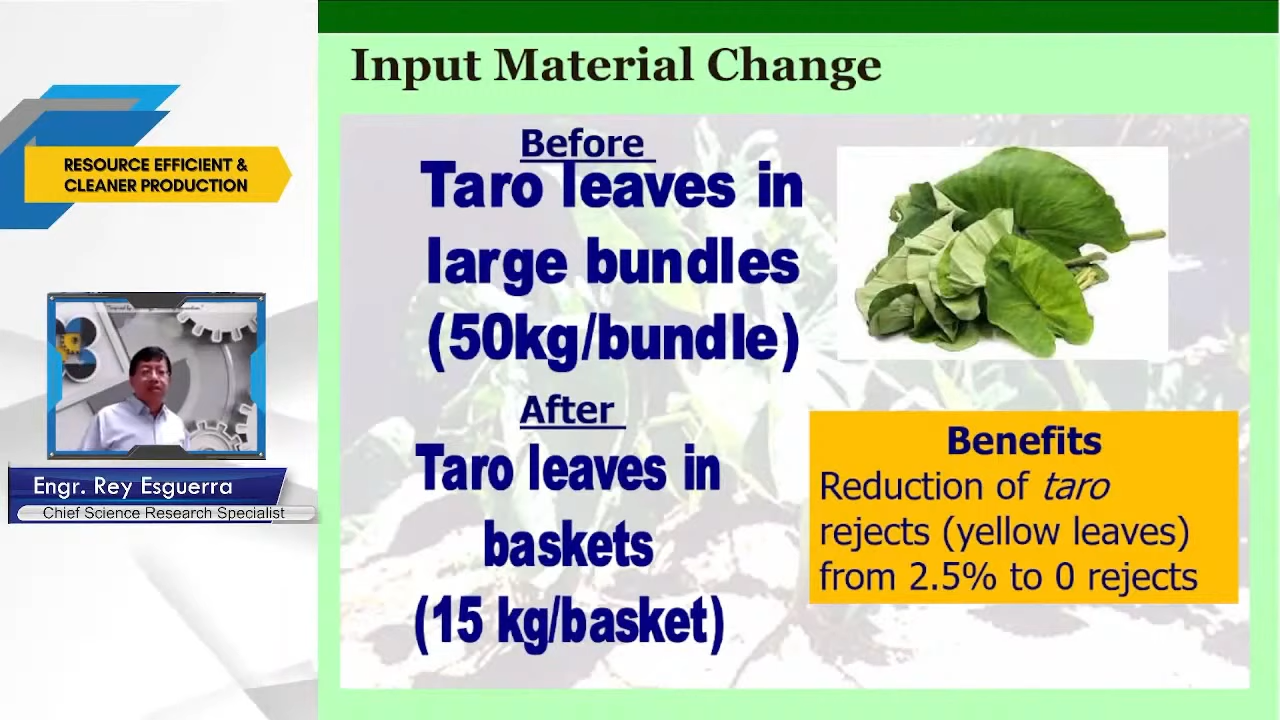 Input Material Change
RESOURCE EFFICIENT &
CLEANER PRODUCTION
Before
Taro leaves in
large bundles
(50kg/bundle)
After
Taro leaves in
baskets
(15 kg/basket)
Benefits
Reduction of taro
rejects (yellow leaves)
from 2.5% to 0 rejects
Engr. Rey Esguerra
Chief Science Research Specialist